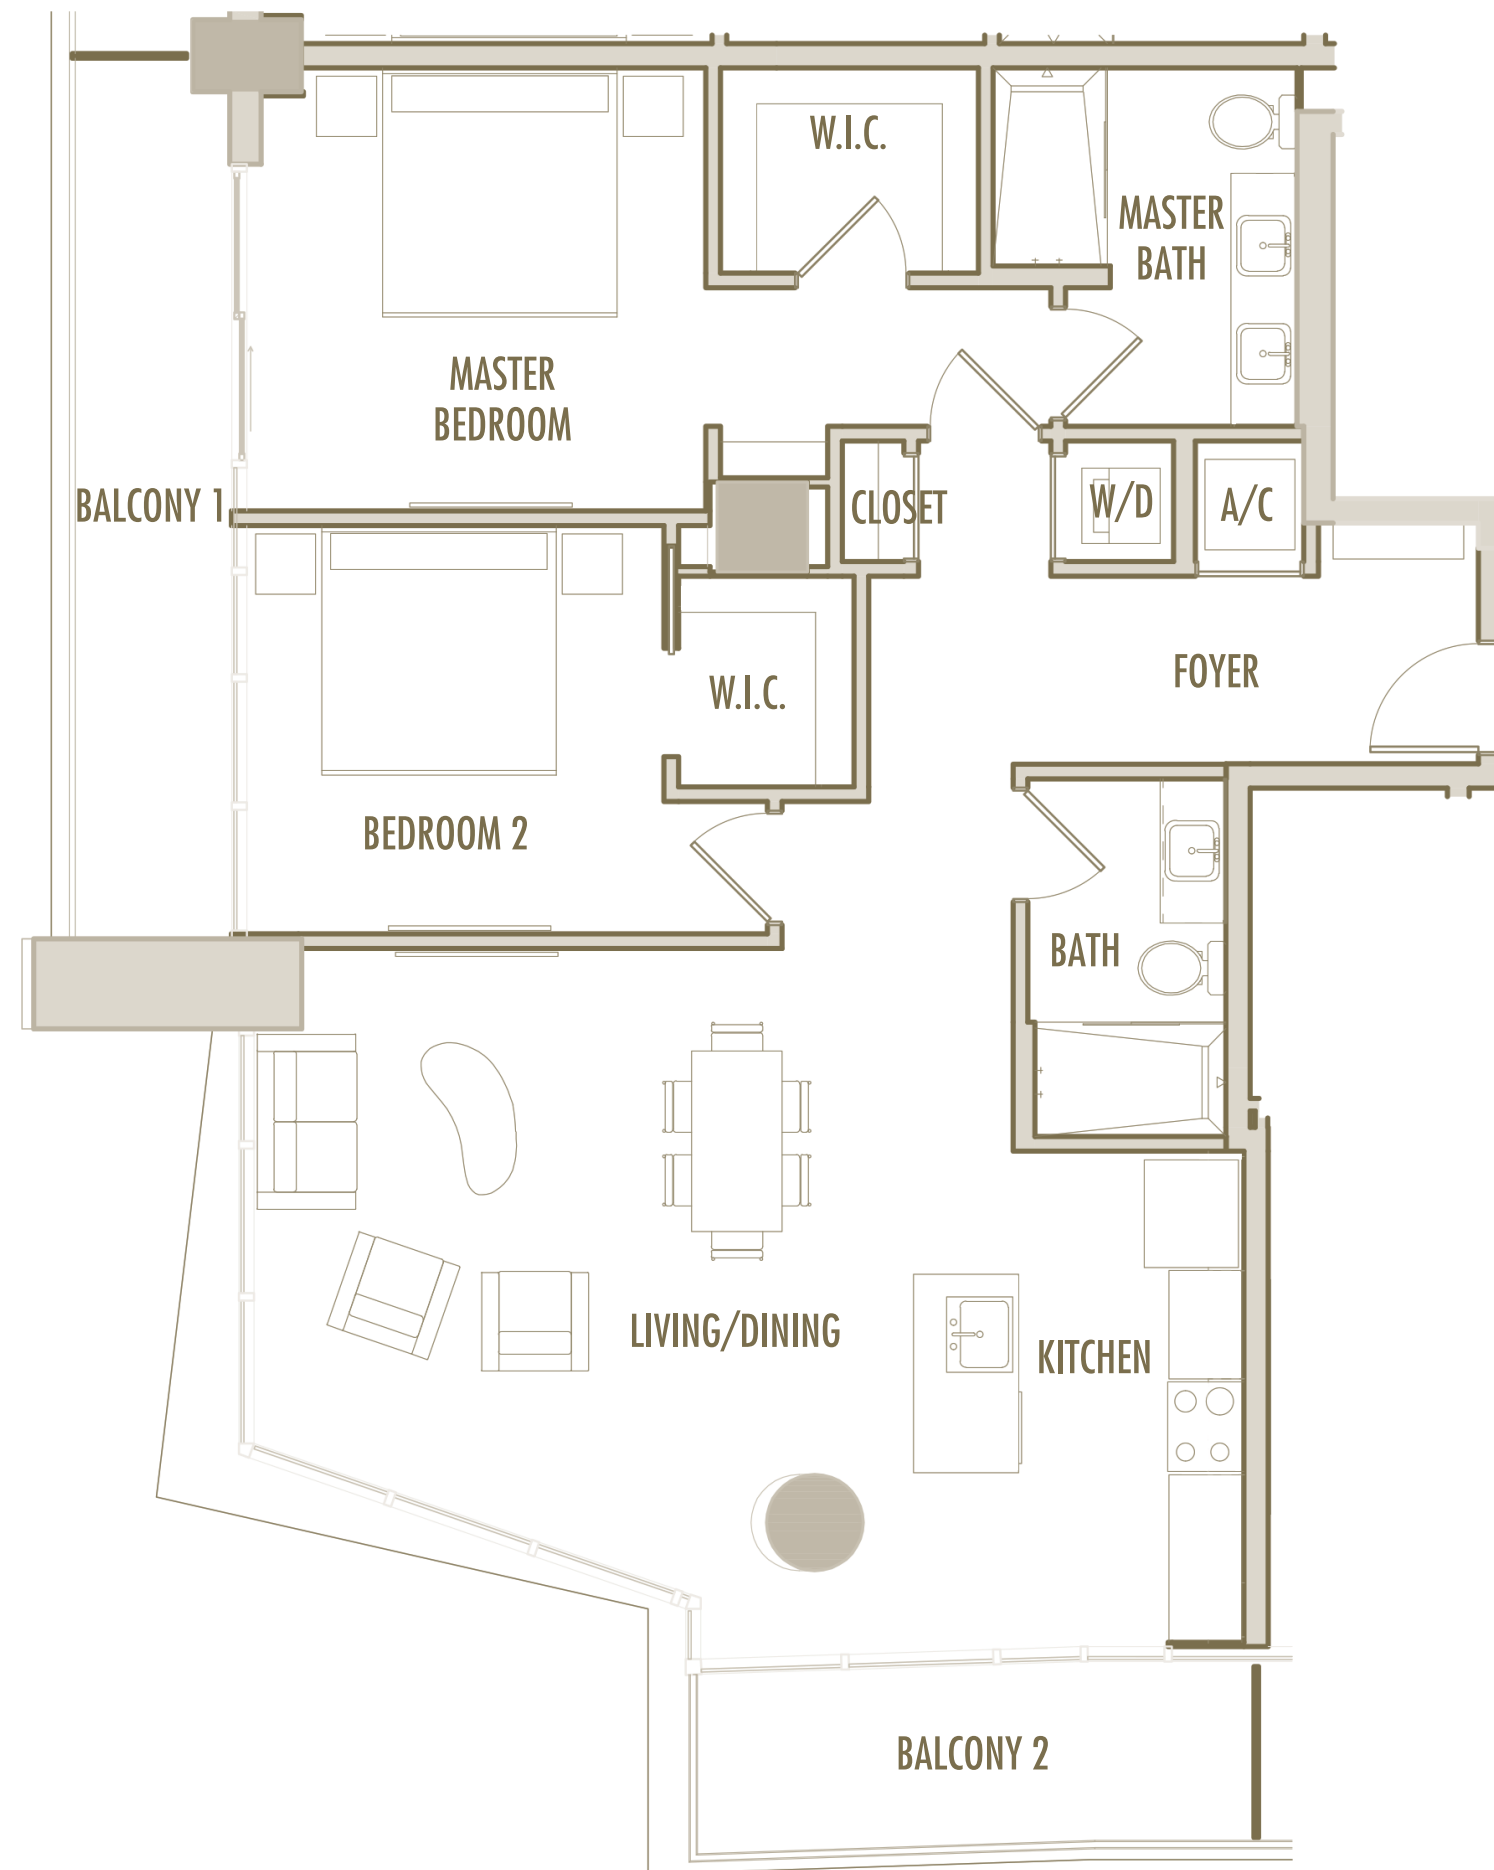 W.I.C.
MASTER
BATH
MASTER
BEDROOM
BALCONY 1
CLOSET
W/D
A/C
FOYER
W.I.C.
BEDROOM 2
BATH
LIVING/DINING
KITCHEN
BALCONY 2